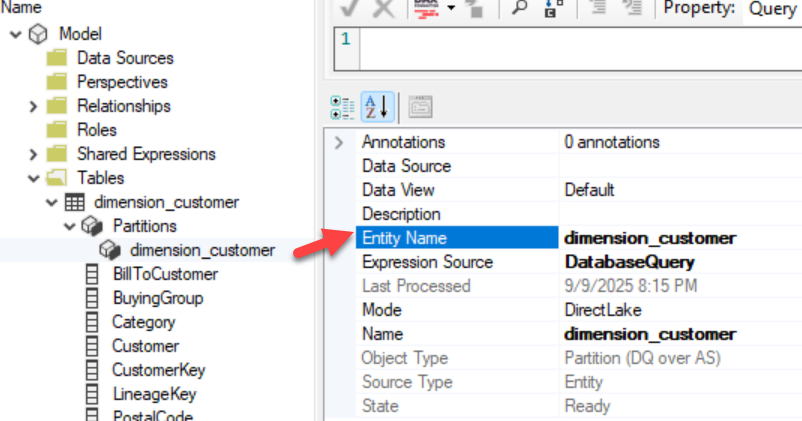 Name
Model
Data Sources
Perspectives
Relationships
Roles
Shared Expressions
Tables
dimension_customer
Partitions
dimension_customer
BillToCustomer
BuyingGroup
Category
Customer
CustomerKey
LineageKey
PostalCode
Property: Query
1
Annotations 0 annotations
Data Source
Data View Default
Description
Entity Name dimension_customer
Expression Source DatabaseQuery
Last Processed 9/9/2025 8:15 PM
Mode DirectLake
Name dimension_customer
Object Type Partition (DQ over AS)
Source Type Entity
State Ready